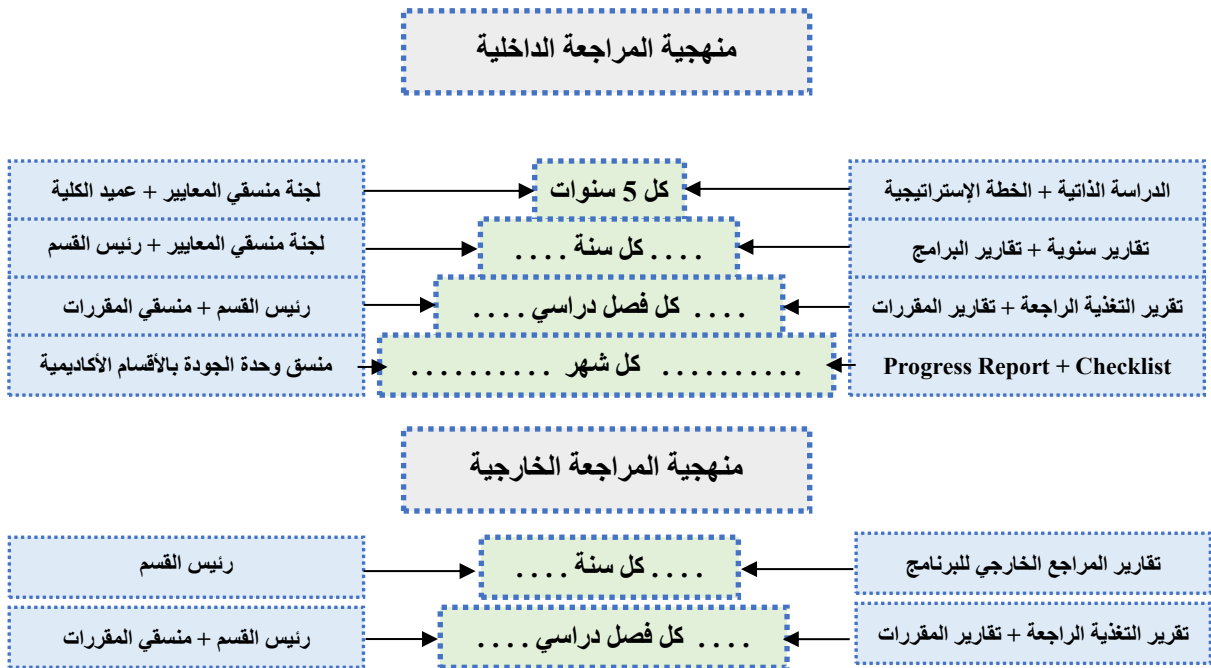 منهجية المراجعة الداخلية
الدراسة الذاتية + الخطة الإستراتيجية
كل 5 سنوات
لجنة منسقي المعايير + عميد الكلية
تقارير سنوية + تقارير البرامج
. . . . كل سنة . . . .
لجنة منسقي المعايير + رئيس القسم
تقرير التغذية الراجعة + تقارير المقررات
. . . . كل فصل دراسي . . . .
رئيس القسم + منسقي المقررات
Progress Report + Checklist
. . . . . . . . . . كل شهر . . . . . . . . . .
منسق وحدة الجودة بالأقسام الأكاديمية
منهجية المراجعة الخارجية
تقارير المراجع الخارجي للبرنامج
. . . . كل سنة . . . .
رئيس القسم
تقرير التغذية الراجعة + تقارير المقررات
. . . . كل فصل دراسي . . . .
رئيس القسم + منسقي المقررات